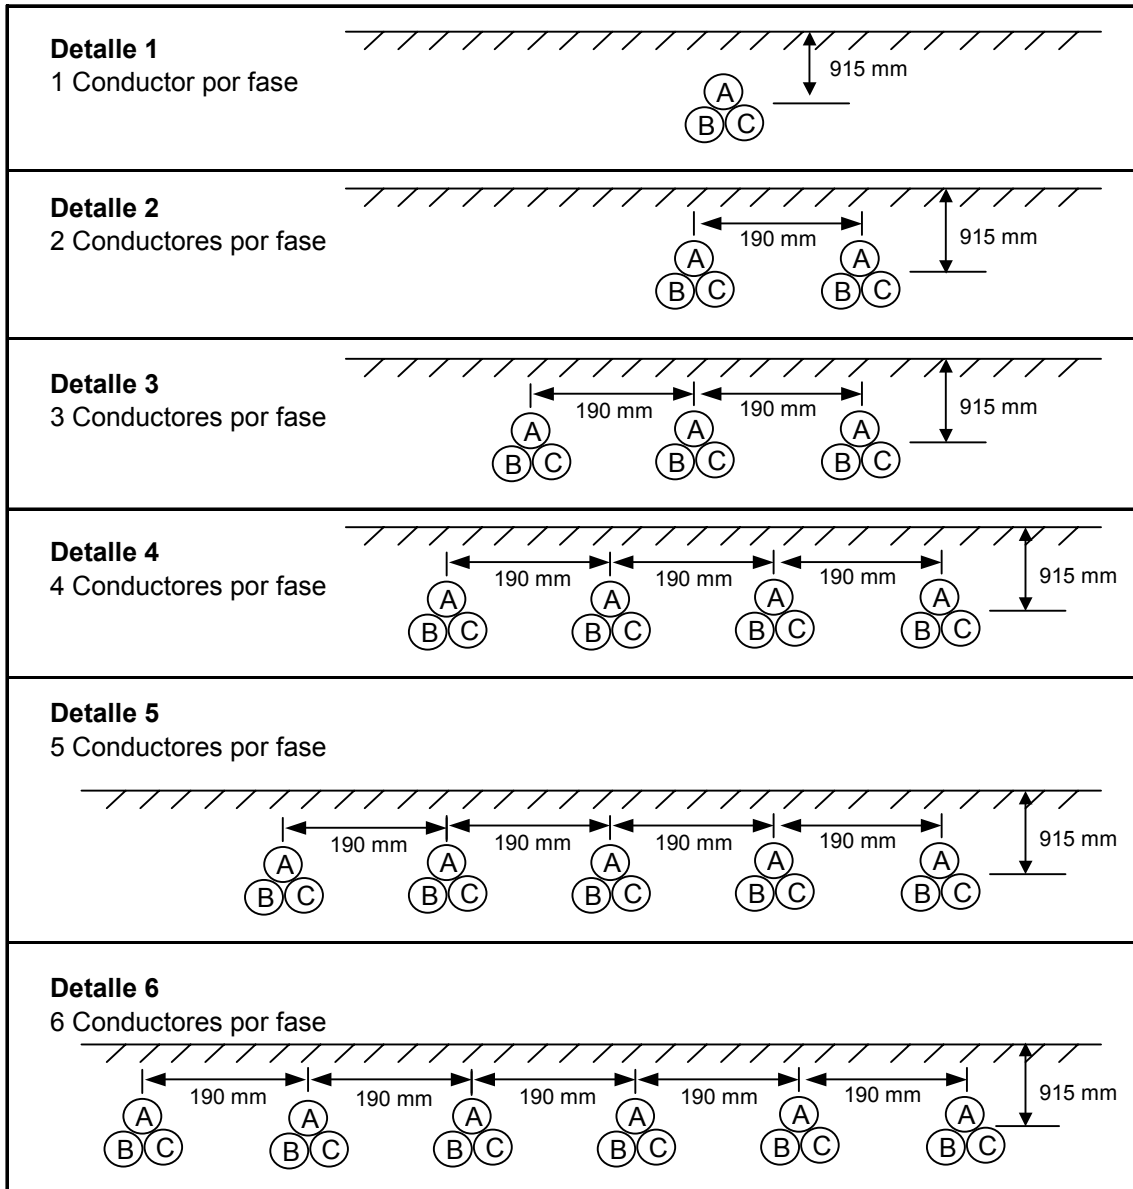 Detalle 1
1 Conductor por fase
915 mm
A
B C
Detalle 2
2 Conductores por fase
190 mm
915 mm
A A
B C B C
Detalle 3
3 Conductores por fase
190 mm 190 mm
915 mm
A A A
B C B C B C
Detalle 4
4 Conductores por fase
190 mm 190 mm 190 mm
915 mm
A A A A
B C B C B C B C
Detalle 5
5 Conductores por fase
190 mm 190 mm 190 mm 190 mm
915 mm
A A A A A
B C B C B C B C B C
Detalle 6
6 Conductores por fase
190 mm 190 mm 190 mm 190 mm 190 mm
915 mm
A A A A A A
B C B C B C B C B C B C